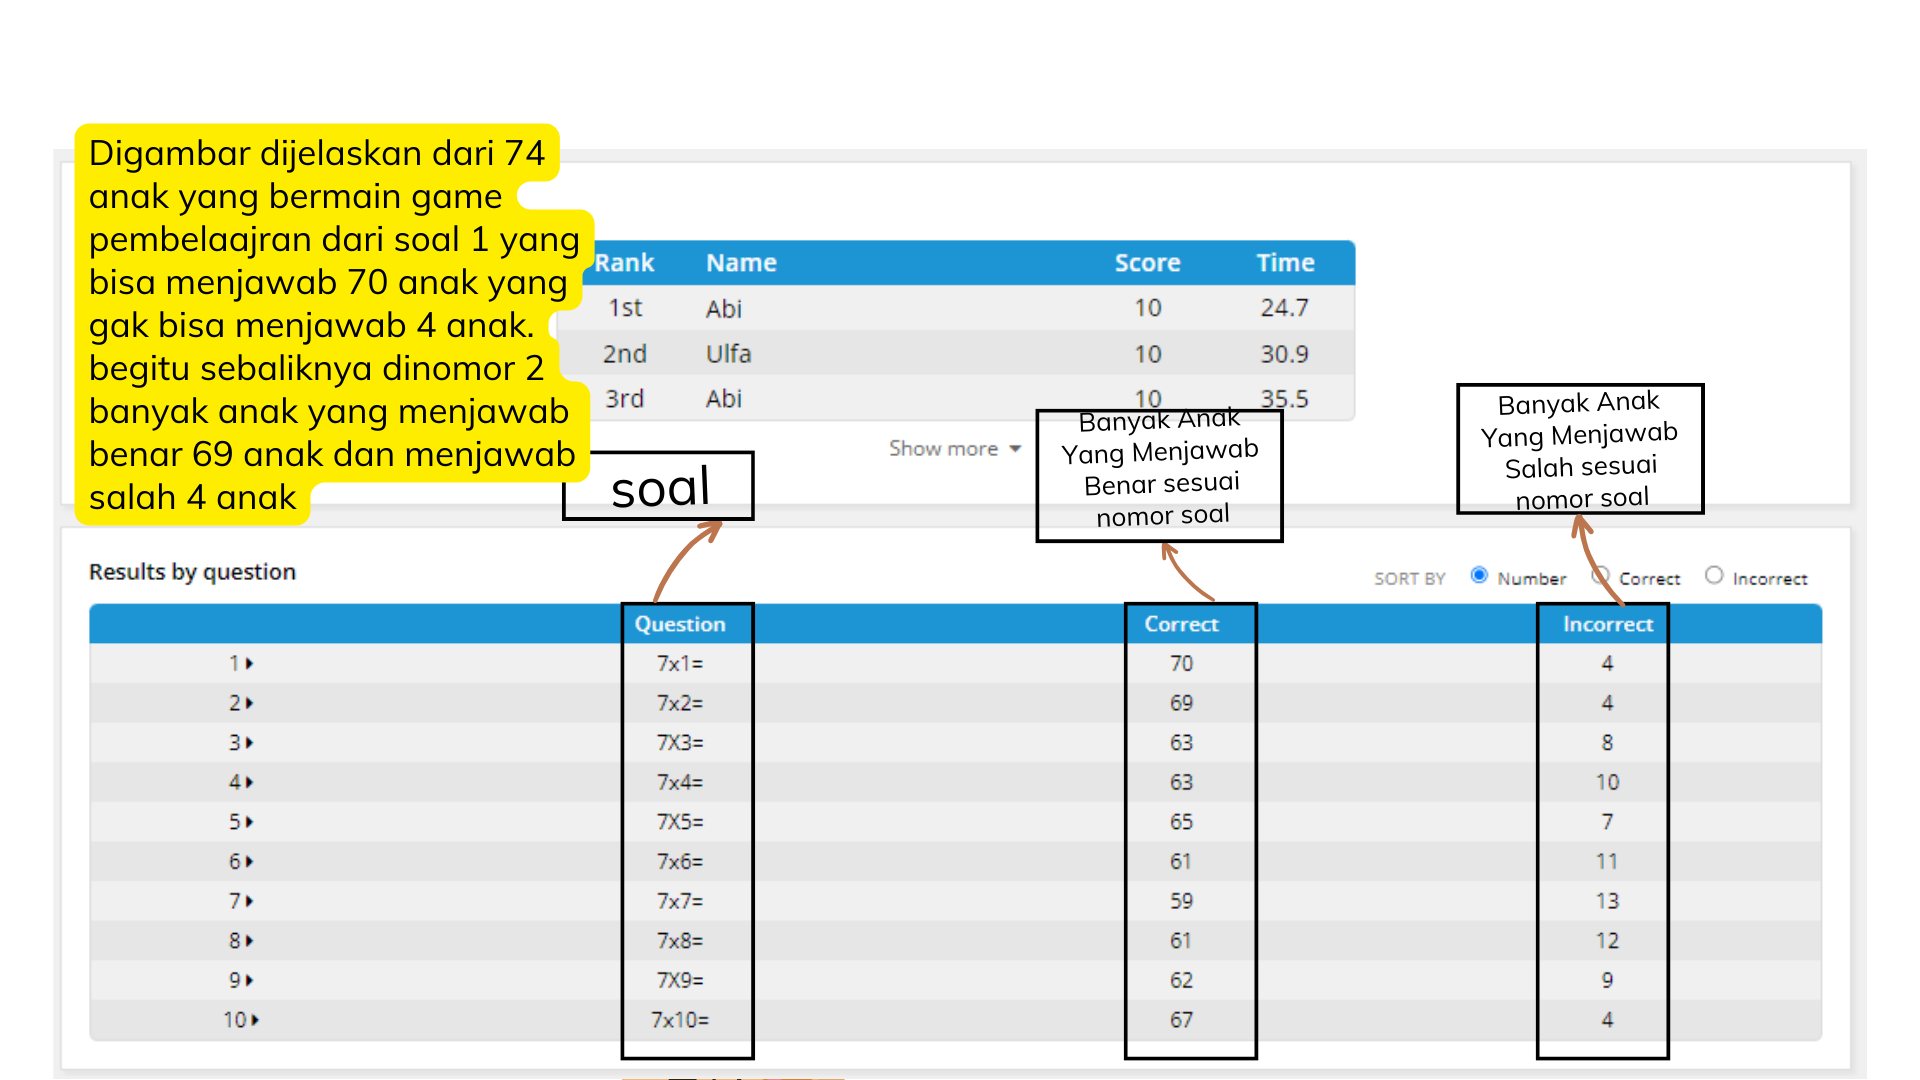 Digambar dijelaskan dari 74
anak yang bermain game
pembelaajran dari soal 1 yang
bisa menjawab 70 anak yang
gak bisa menjawab 4 anak.
begitu sebaliknya dinomor 2
banyak anak yang menjawab
benar 69 anak dan menjawab
salah 4 anak
Rank Name Score Time
1st Abi 10 24.7
2nd Ulfa 10 30.9
3rd Abi 10 35.5
Show more
soal
Banyak Anak
Yang Menjawab
Benar sesuai
nomor soal
Banyak Anak
Yang Menjawab
Salah sesuai
nomor soal
Results by question
SORT BY Number Correct Incorrect
Question Correct Incorrect
1 7x1= 70 4
2 7x2= 69 4
3 7X3= 63 8
4 7x4= 63 10
5 7X5= 65 7
6 7x6= 61 11
7 7x7= 59 13
8 7x8= 61 12
9 7X9= 62 9
10 7x10= 67 4